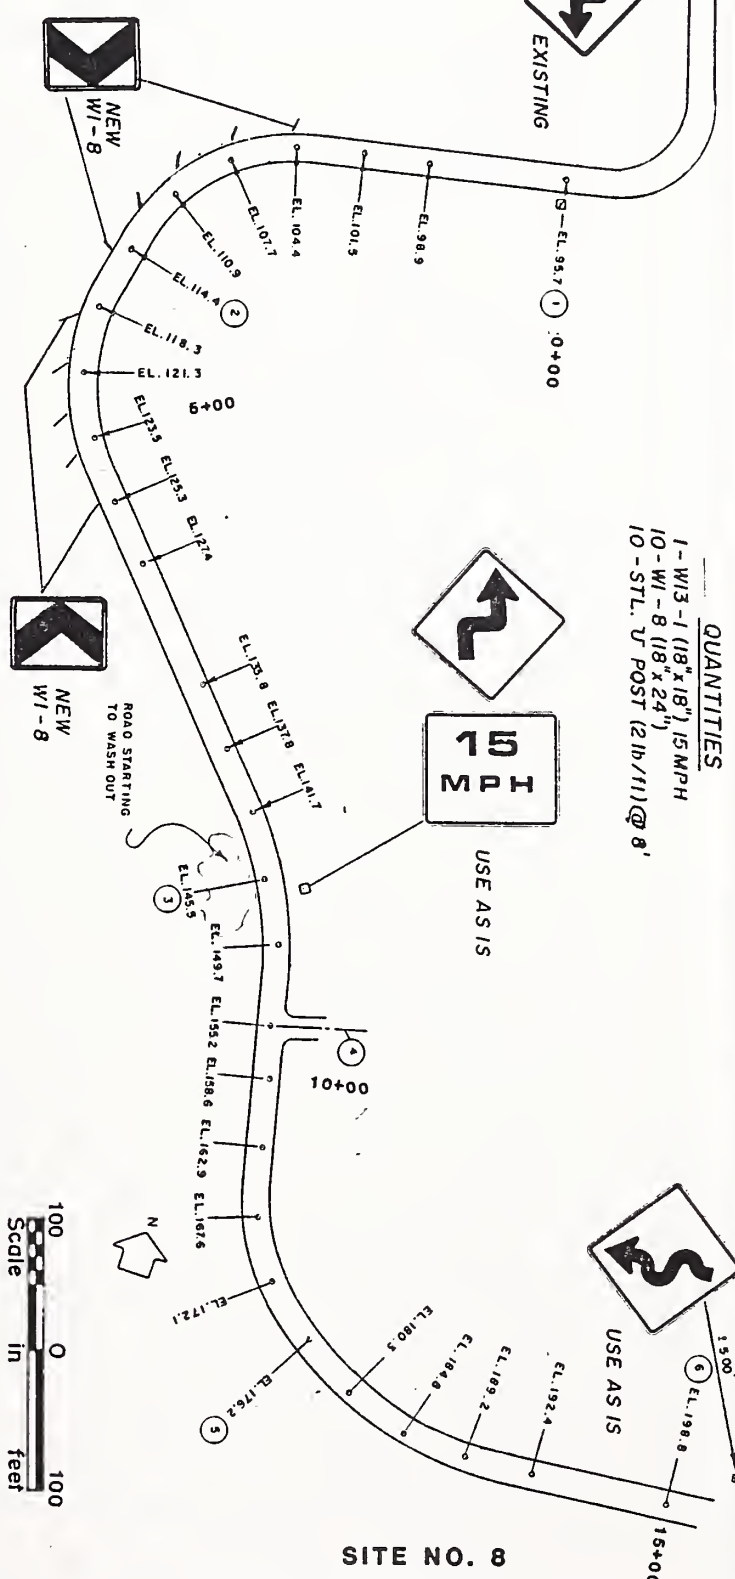 EXISTING
NEW
W1-8
EL.95.7
1
0+00
EL.98.9
EL.101.5
EL.104.4
EL.107.7
EL.110.9
EL.114.4
2
EL.118.3
EL.121.3
6+00
EL.123.5
EL.125.3
EL.127.4
NEW
W1-8
QUANTITIES
1-W13-1 (18"x18") 15 MPH
10-W1-8 (18"x24")
10-STL. U POST (2 lb/ft) @ 8'
15
MPH
USE AS IS
EL.133.8
EL.137.8
EL.141.7
ROAD STARTING
TO WASH OUT
EL.145.5
3
EL.149.7
EL.155.2
4
10+00
EL.158.6
EL.162.9
EL.167.6
EL.172.1
EL.176.2
5
EL.180.3
EL.184.8
EL.189.2
EL.192.4
6
EL.198.8
USE AS IS
15+00
N
100 0 100
Scale in feet
SITE NO. 8